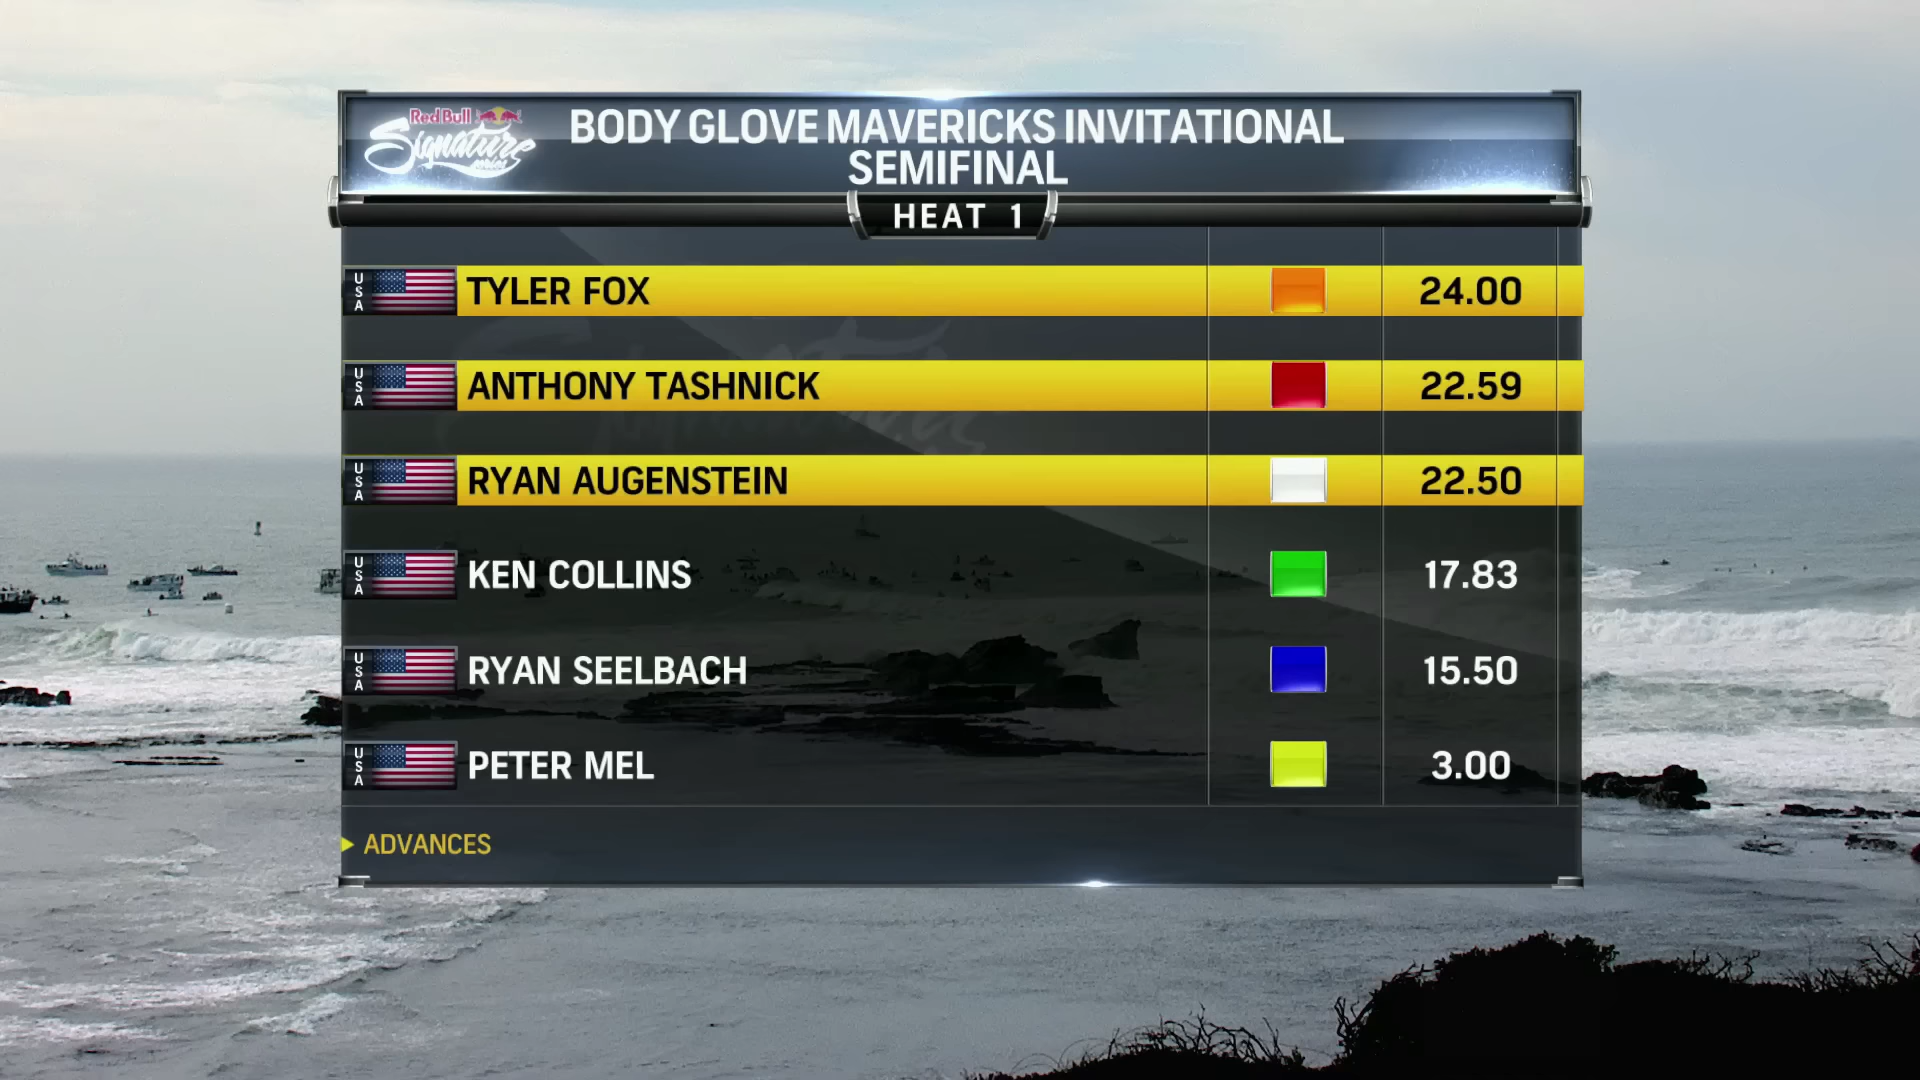 Red Bull
Signature
series
BODY GLOVE MAVERICKS INVITATIONAL
SEMIFINAL
HEAT 1
USA TYLER FOX 24.00
USA ANTHONY TASHNICK 22.59
USA RYAN AUGENSTEIN 22.50
USA KEN COLLINS 17.83
USA RYAN SEELBACH 15.50
USA PETER MEL 3.00
ADVANCES